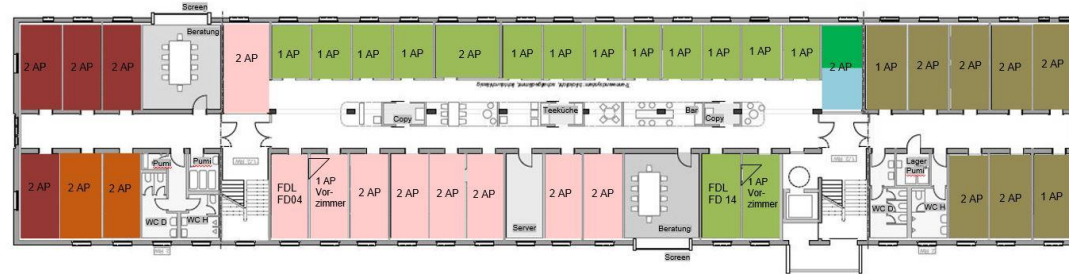 Screen
Beratung
2 AP
2 AP
2 AP
2 AP
1 AP
1 AP
1 AP
1 AP
2 AP
1 AP
1 AP
1 AP
1 AP
1 AP
1 AP
1 AP
1 AP
2 AP
1 AP
2 AP
2 AP
2 AP
2 AP
Copy
Teeküche
Bar
Copy
2 AP
2 AP
2 AP
Pumi
Pumi
WC D
WC H
FDL
FD04
1 AP
Vor-
zimmer
2 AP
2 AP
2 AP
2 AP
Server
2 AP
2 AP
Beratung
Screen
FDL
FD 14
1 AP
Vor-
zimmer
Lager
Pumi
WC D
WC H
2 AP
2 AP
1 AP